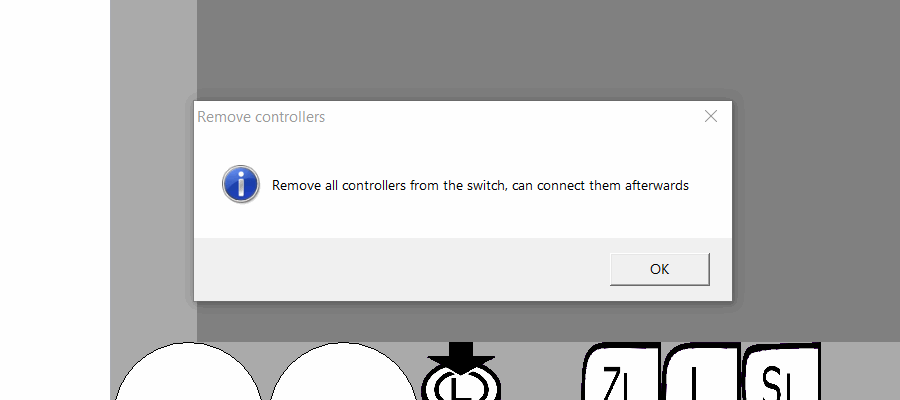 Remove controllers
Remove all controllers from the switch, can connect them afterwards
OK
L ZL L SL